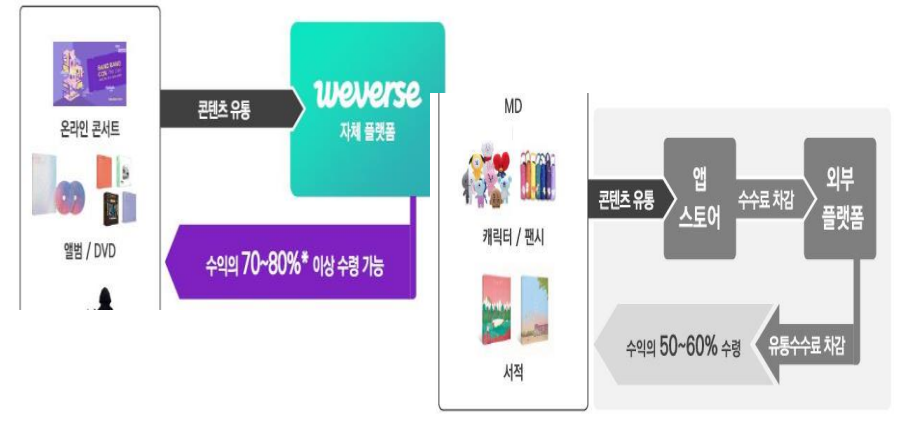 온라인 콘서트
앨범 / DVD
콘텐츠 유통
weverse
자체 플랫폼
수익의 70~80%* 이상 수령 가능
MD
캐릭터 / 팬시
서적
콘텐츠 유통
앱
스토어
수수료 차감
외부
플랫폼
유통수수료 차감
수익의 50~60% 수령